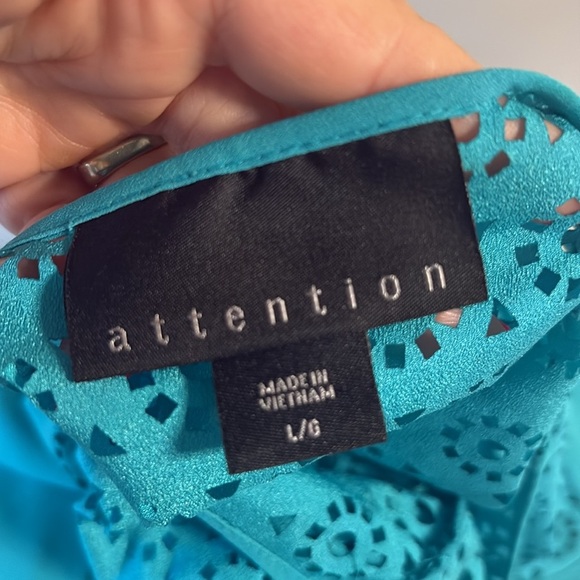 attention
MADE IN
VIETNAM
L/G